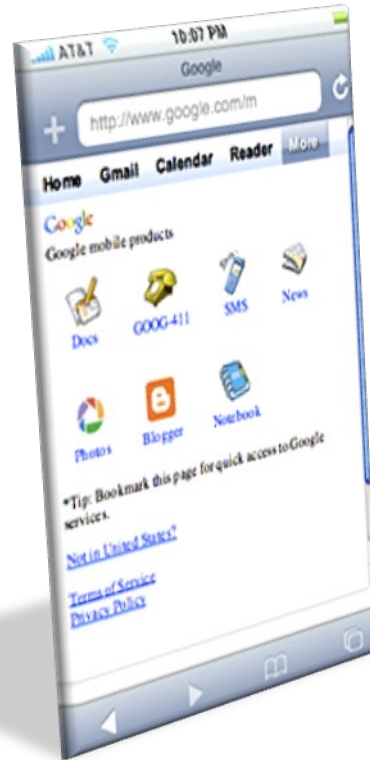 AT&T 10:07 PM
Google
http://www.google.com/m
Home Gmail Calendar Reader More
Google
Google mobile products
Docs GOOG-411 SMS News
Photos Blogger Notebook
*Tip: Bookmark this page for quick access to Google
services.
Not in United States?
Terms of Service
Privacy Policy